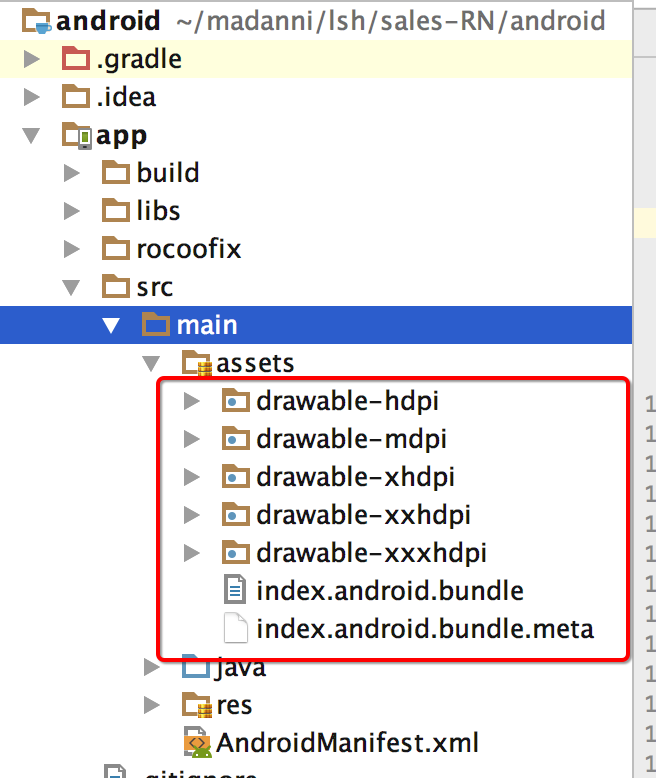 android ~/madanni/lsh/sales-RN/android
.gradle
.idea
app
build
libs
rocoofix
src
main
assets
drawable-hdpi
drawable-mdpi
drawable-xhdpi
drawable-xxhdpi
drawable-xxxhdpi
index.android.bundle
index.android.bundle.meta
java
res
AndroidManifest.xml
.gitignore